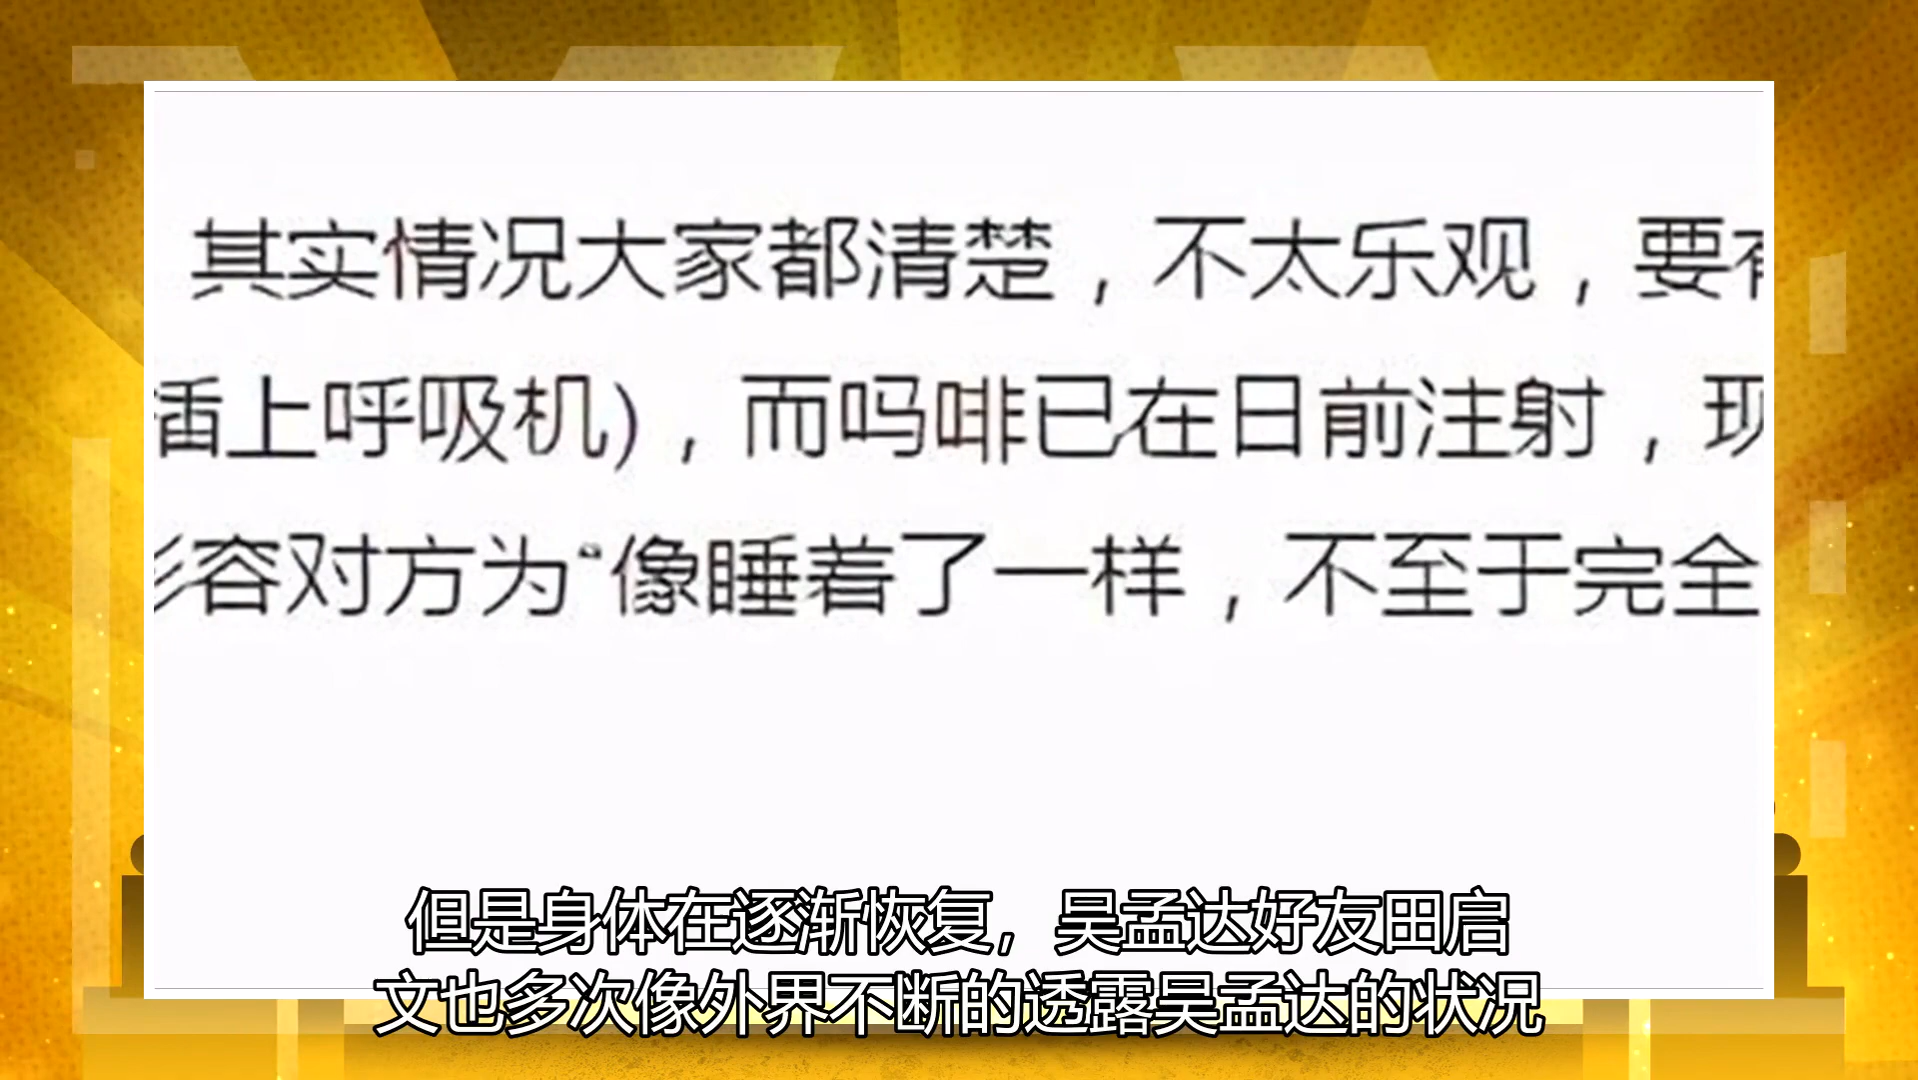 其实情况大家都清楚，不太乐观，要
插上呼吸机)，而吗啡已在日前注射，现
形容对方为“像睡着了一样，不至于完全
但是身体在逐渐恢复，吴孟达好友田启
文也多次像外界不断的透露吴孟达的状况